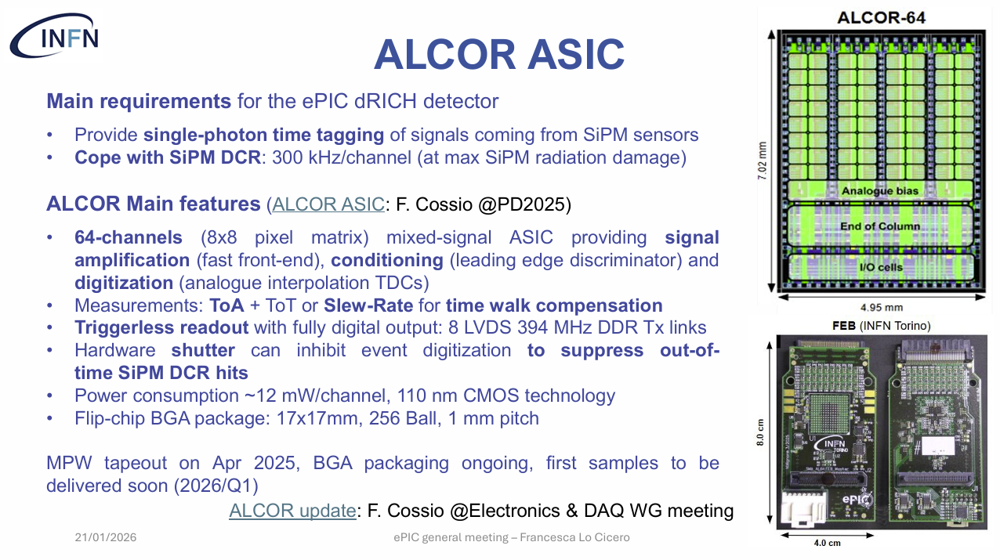 INFN
ALCOR ASIC
Main requirements for the ePIC dRICH detector
• Provide single-photon time tagging of signals coming from SiPM sensors
• Cope with SiPM DCR: 300 kHz/channel (at max SiPM radiation damage)
ALCOR Main features (ALCOR ASIC: F. Cossio @PD2025)
• 64-channels (8x8 pixel matrix) mixed-signal ASIC providing signal
amplification (fast front-end), conditioning (leading edge discriminator) and
digitization (analogue interpolation TDCs)
• Measurements: ToA + ToT or Slew-Rate for time walk compensation
• Triggerless readout with fully digital output: 8 LVDS 394 MHz DDR Tx links
• Hardware shutter can inhibit event digitization to suppress out-of-
time SiPM DCR hits
• Power consumption ~12 mW/channel, 110 nm CMOS technology
• Flip-chip BGA package: 17x17mm, 256 Ball, 1 mm pitch
MPW tapeout on Apr 2025, BGA packaging ongoing, first samples to be
delivered soon (2026/Q1)
ALCOR update: F. Cossio @Electronics & DAQ WG meeting
21/01/2026
ePIC general meeting – Francesca Lo Cicero
ALCOR-64
7.02 mm
Analogue bias
End of Column
I/O cells
4.95 mm
FEB (INFN Torino)
8.0 cm
U1
INFN
TORINO
J2
ePIC
#
J1
4.0 cm